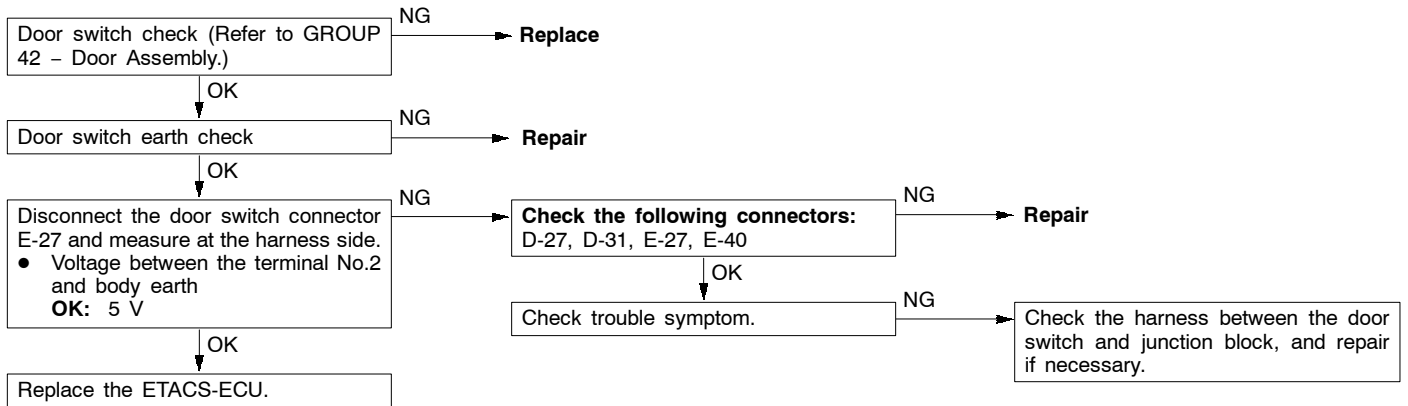 Door switch check (Refer to GROUP
42 – Door Assembly.)
NG
Replace
OK
Door switch earth check
NG
Repair
OK
Disconnect the door switch connector
E-27 and measure at the harness side.
● Voltage between the terminal No.2
and body earth
OK: 5 V
NG
Check the following connectors:
D-27, D-31, E-27, E-40
NG
Repair
OK
Check trouble symptom.
NG
Check the harness between the door
switch and junction block, and repair
if necessary.
OK
Replace the ETACS-ECU.